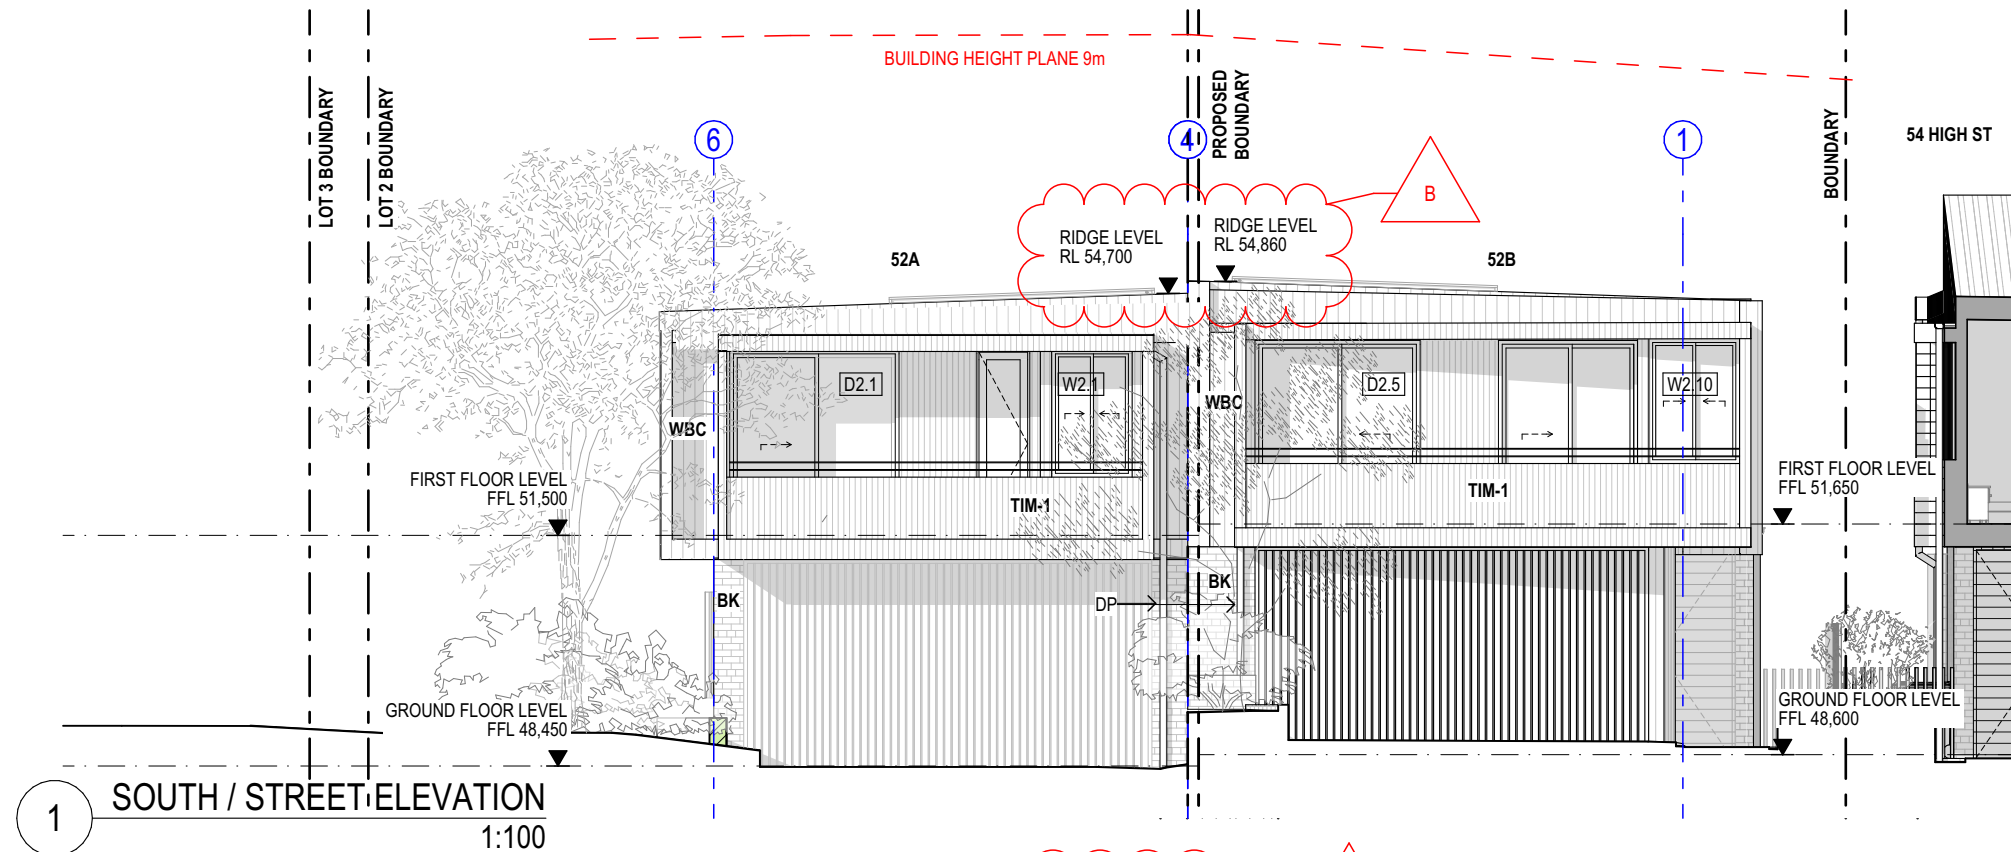 BUILDING HEIGHT PLANE 9m
LOT 3 BOUNDARY
LOT 2 BOUNDARY
6
4
PROPOSED
BOUNDARY
1
BOUNDARY
54 HIGH ST
B
RIDGE LEVEL
RL 54,700
RIDGE LEVEL
RL 54,860
52A
52B
D2.1
W2.1
D2.5
W2.10
WBC
WBC
FIRST FLOOR LEVEL
FFL 51,500
TIM-1
TIM-1
FIRST FLOOR LEVEL
FFL 51,650
BK
DP
BK
GROUND FLOOR LEVEL
FFL 48,450
GROUND FLOOR LEVEL
FFL 48,600
1
SOUTH / STREET ELEVATION
1:100